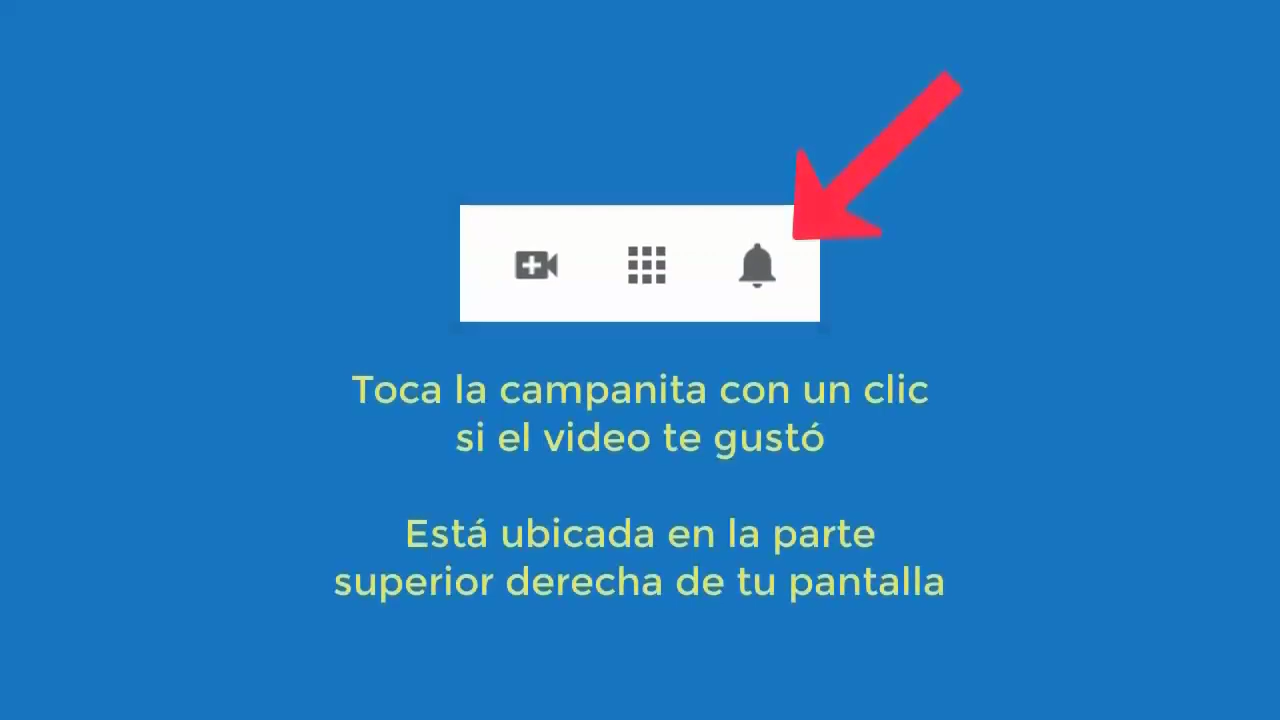 Toca la campanita con un clic
si el video te gustó
Está ubicada en la parte
superior derecha de tu pantalla